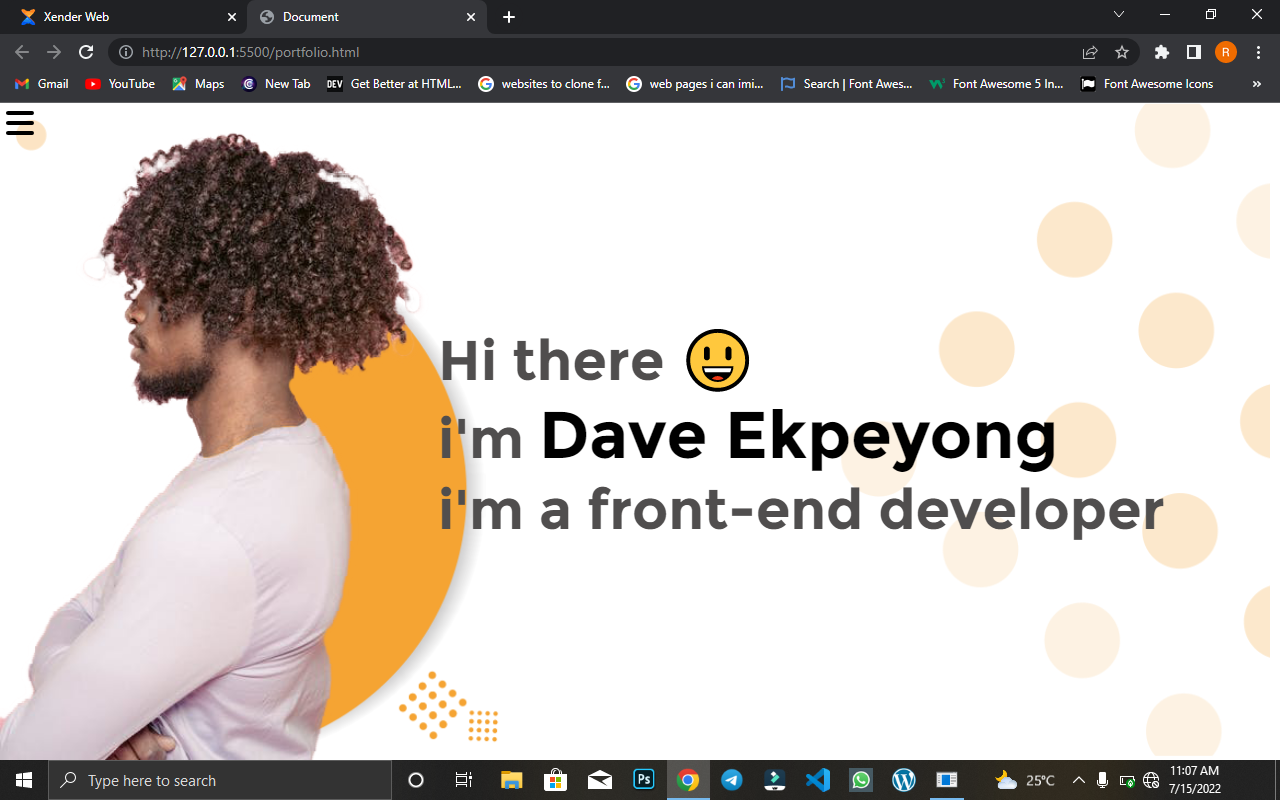 Xender Web
Document
http://127.0.0.1:5500/portfolio.html
R
Gmail
YouTube
Maps
New Tab
DEV
Get Better at HTML...
websites to clone f...
web pages i can imi...
Search | Font Awes...
Font Awesome 5 In...
Font Awesome Icons
»
Hi there
i'm Dave Ekpeyong
i'm a front-end developer
Type here to search
Ps
25°C
11:07 AM
7/15/2022